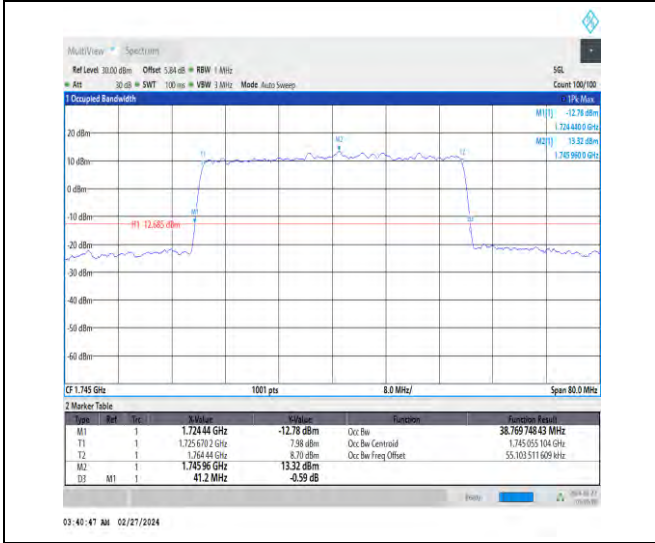 MultiView Spectrum
Ref Level 30.00 dBm Offset 5.84 dB RBW 1 MHz SGL
Att 30 dB SWT 100 ms VBW 3 MHz Mode Auto Sweep Count 100/100
1 Occupied Bandwidth 1Pk Max
M1[1] -12.78 dBm
1.724 440 0 GHz
M2[1] 13.32 dBm
1.745 960 0 GHz
20 dBm
M2
T1
T2
10 dBm
0 dBm
M1
-10 dBm
H1 -12.685 dBm
D3
-20 dBm
-30 dBm
-40 dBm
-50 dBm
-60 dBm
CF 1.745 GHz 1001 pts 8.0 MHz/ Span 80.0 MHz
2 Marker Table
Type Ref Trc X-Value Y-Value Function Function Result
M1 1 1.724 44 GHz -12.78 dBm Occ Bw 38.769 748 43 MHz
T1 1 1.725 670 2 GHz 7.98 dBm Occ Bw Centroid 1.745 055 104 GHz
T2 1 1.764 44 GHz 8.70 dBm Occ Bw Freq Offset 55.103 511 609 kHz
M2 1 1.745 96 GHz 13.32 dBm
D3 M1 1 41.2 MHz -0.59 dB
03:40:47 AM 02/27/2024